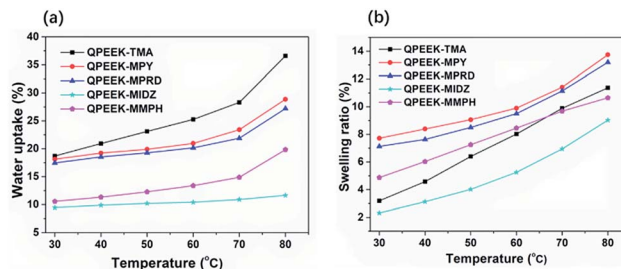 (a)
Water uptake (%)
40
35
30
25
20
15
10
5
QPEEK-TMA
QPEEK-MPY
QPEEK-MPRD
QPEEK-MIDZ
QPEEK-MMPH
30 40 50 60 70 80
Temperature (°C)
(b)
Swelling ratio (%)
14
12
10
8
6
4
2
QPEEK-TMA
QPEEK-MPY
QPEEK-MPRD
QPEEK-MIDZ
QPEEK-MMPH
30 40 50 60 70 80
Temperature (°C)